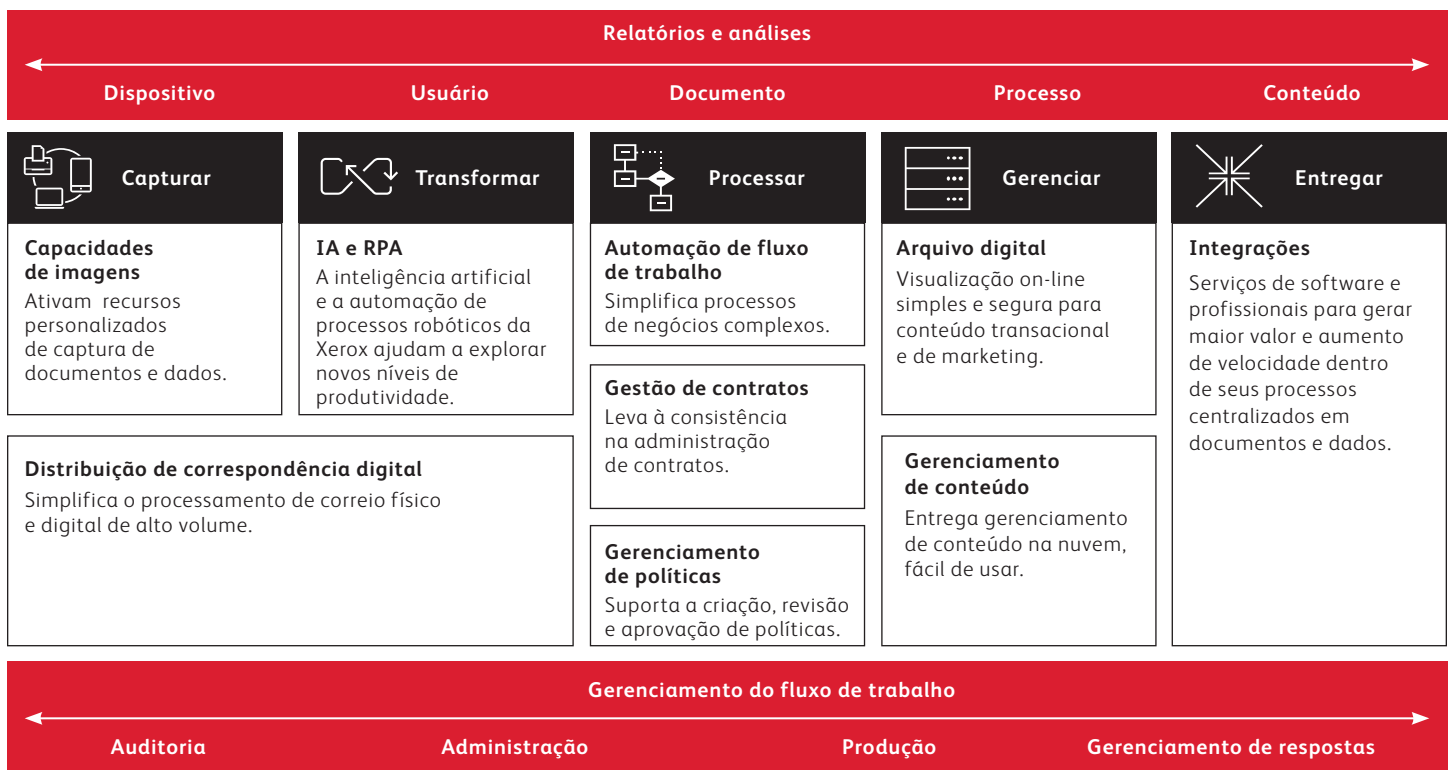 Relatórios e análises
Dispositivo Usuário Documento Processo Conteúdo
Capturar
Capacidades
de imagens
Ativam recursos
personalizados
de captura de
documentos e dados.
Transformar
IA e RPA
A inteligência artificial
e a automação de
processos robóticos da
Xerox ajudam a explorar
novos níveis de
produtividade.
Distribuição de correspondência digital
Simplifica o processamento de correio físico
e digital de alto volume.
Processar
Automação de fluxo
de trabalho
Simplifica processos
de negócios complexos.
Gestão de contratos
Leva à consistência
na administração
de contratos.
Gerenciamento
de políticas
Suporta a criação, revisão
e aprovação de políticas.
Gerenciar
Arquivo digital
Visualização on-line
simples e segura para
conteúdo transacional
e de marketing.
Gerenciamento
de conteúdo
Entrega gerenciamento
de conteúdo na nuvem,
fácil de usar.
Entregar
Integrações
Serviços de software e
profissionais para gerar
maior valor e aumento
de velocidade dentro
de seus processos
centralizados em
documentos e dados.
Gerenciamento do fluxo de trabalho
Auditoria Administração Produção Gerenciamento de respostas